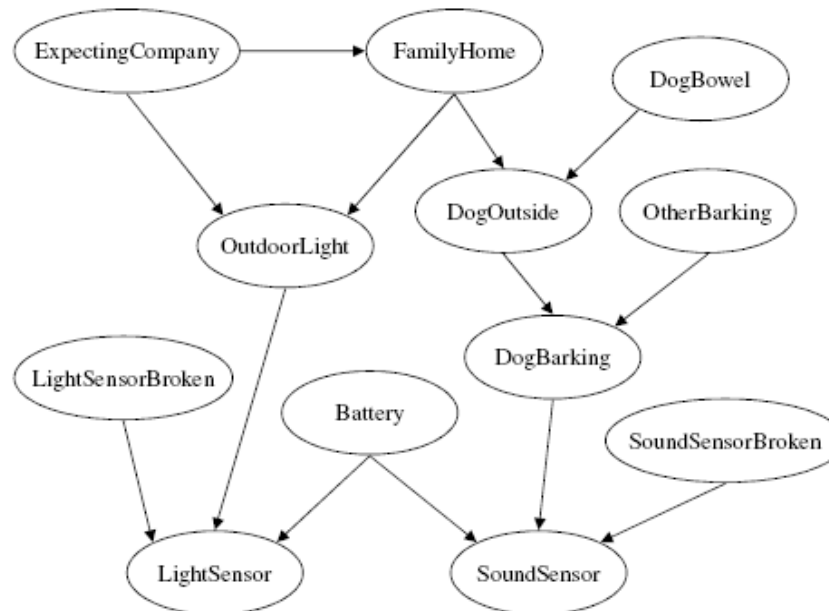 ExpectingCompany
FamilyHome
DogBowel
DogOutside
OtherBarking
OutdoorLight
DogBarking
LightSensorBroken
Battery
SoundSensorBroken
LightSensor
SoundSensor